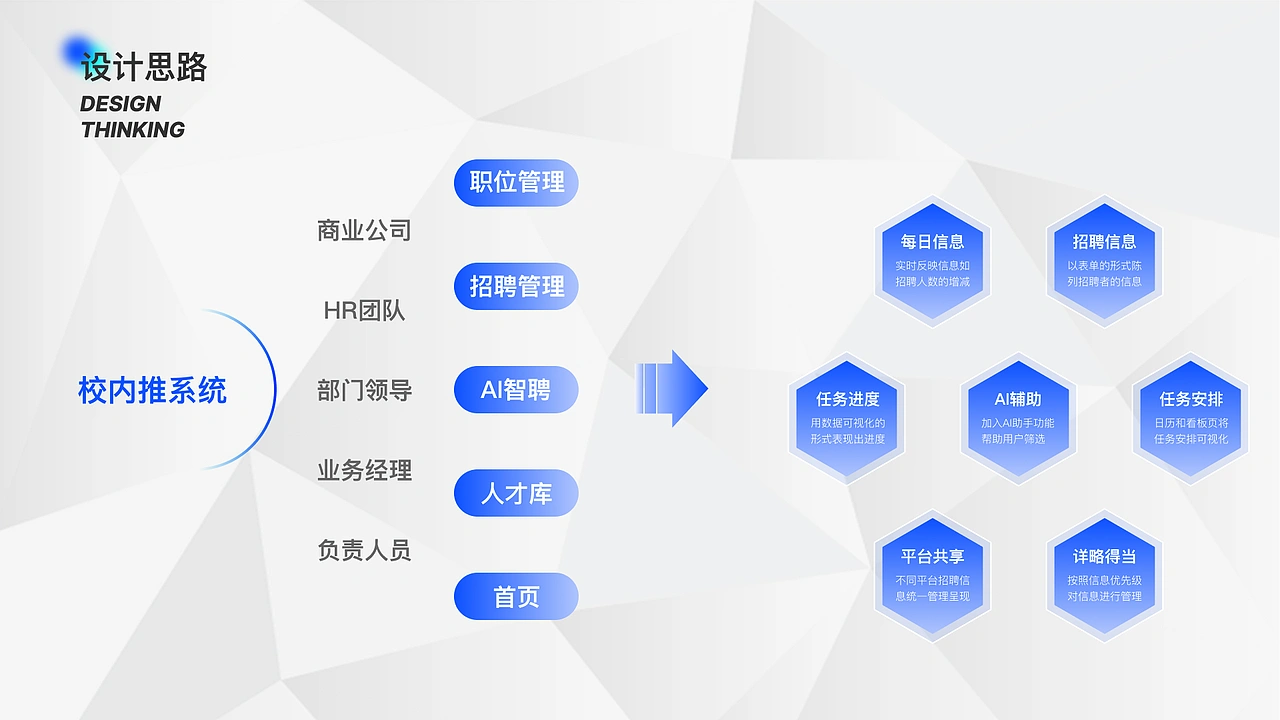 设计思路
DESIGN
THINKING
校内推系统
商业公司
HR团队
部门领导
业务经理
负责人员
职位管理
招聘管理
AI智聘
人才库
首页
每日信息
实时反映信息如
招聘人数的增减
招聘信息
以表单的形式陈
列招聘者的信息
任务进度
用数据可视化的
形式表现出进度
AI辅助
加入AI助手功能
帮助用户筛选
任务安排
日历和看板页将
任务安排可视化
平台共享
不同平台招聘信
息统一管理呈现
详略得当
按照信息优先级
对信息进行管理